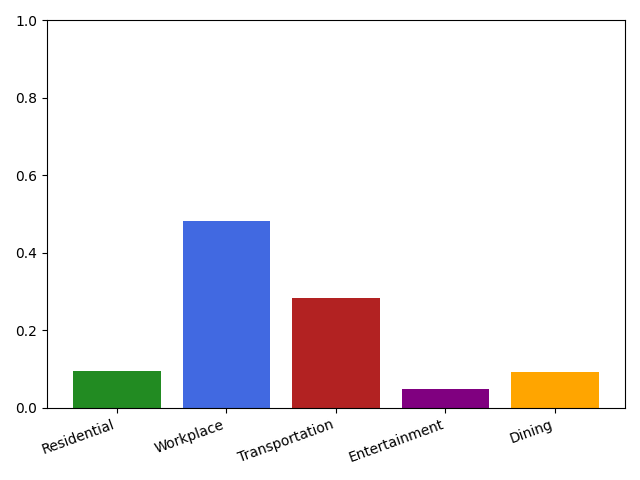 1.0
0.8
0.6
0.4
0.2
0.0
Residential
Workplace
Transportation
Entertainment
Dining